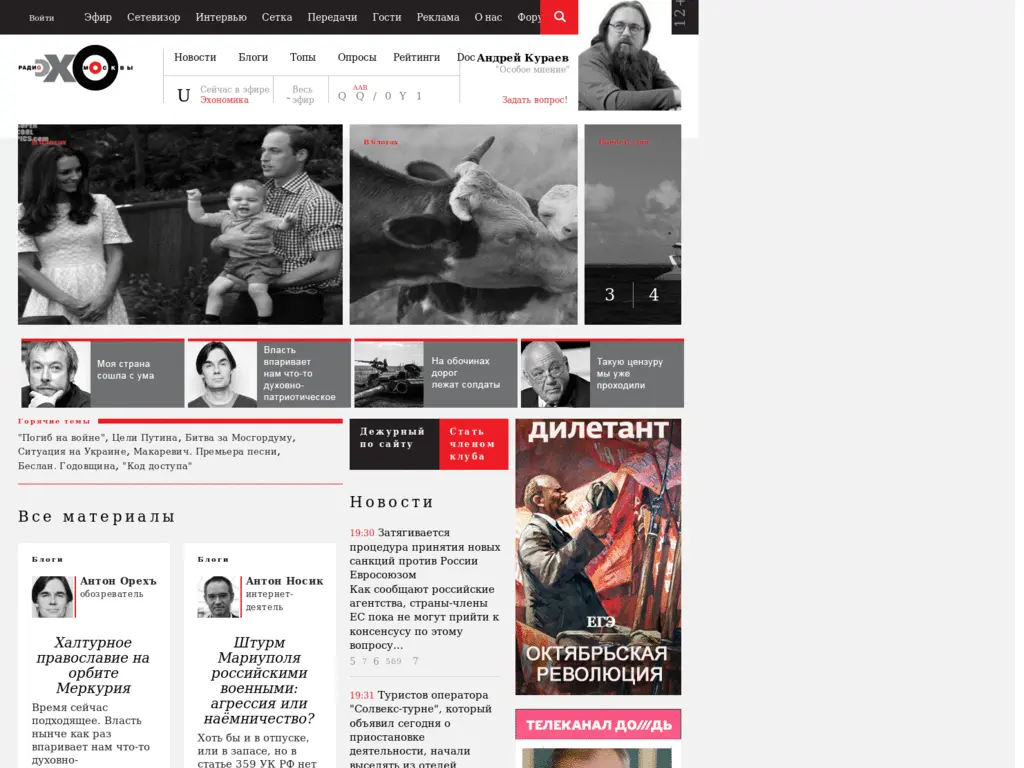 Войти
Эфир
Сетевизор
Интервью
Сетка
Передачи
Гости
Реклама
О нас
Фору
12+
РАДИО ЭХО МОСКВЫ
Новости
Блоги
Топы
Опросы
Рейтинги
Doc
Андрей Кураев
"Особое мнение"
Задать вопрос!
U
Сейчас в эфире
Экономика
Весь
эфир
AAB
Q Q / 0 Y 1
COOL
В блогах
3
4
Моя страна
сошла с ума
Власть
впаривает
нам что-то
духовно-
патриотическое
На обочинах
дорог
лежат солдаты
Такую цензуру
мы уже
проходили
Горячие темы
"Погиб на войне", Цели Путина, Битва за Мосгордуму,
Ситуация на Украине, Макаревич. Премьера песни,
Беслан. Годовщина, "Код доступа"
Все материалы
Блоги
Антон Орехъ
обозреватель
Халтурное
православие на
орбите
Меркурия
Время сейчас
подходящее. Власть
нынче как раз
впаривает нам что-то
духовно-
Блоги
Антон Носик
интернет-
деятель
Штурм
Мариуполя
российскими
военными:
агрессия или
наёмничество?
Хоть бы и в отпуске,
или в запасе, но в
статье 359 УК РФ нет
Дежурный
по сайту
Стать
членом
клуба
Новости
19:30 Затягивается
процедура принятия новых
санкций против России
Евросоюзом
Как сообщают российские
агентства, страны-члены
ЕС пока не могут прийти к
консенсусу по этому
вопросу...
5 7 6 569 7
19:31 Туристов оператора
"Солвекс-турне", который
объявил сегодня о
приостановке
деятельности, начали
выселять из отелей
дилетант
ЕГЭ
ОКТЯБРЬСКАЯ
РЕВОЛЮЦИЯ
ТЕЛЕКАНАЛ ДО///ДЬ